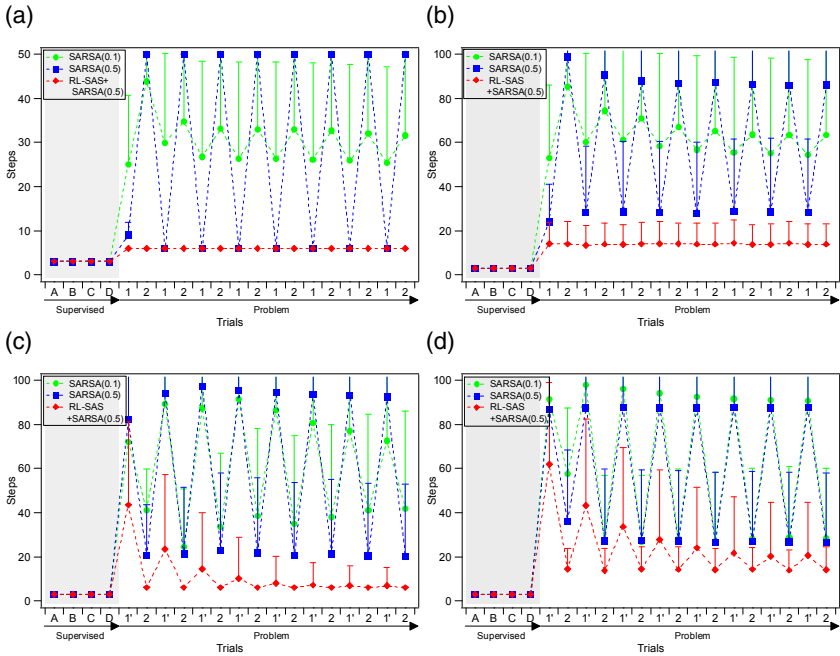 (a)
50
40
30
20
10
0
Steps
SARSA(0.1)
SARSA(0.5)
RL-SAS+
SARSA(0.5)
A B C D 1 2 1 2 1 2 1 2 1 2 1 2 1 2 1 2
Supervised Problem
Trials
(b)
100
80
60
40
20
0
Steps
SARSA(0.1)
SARSA(0.5)
RL-SAS
+SARSA(0.5)
A B C D 1 2 1 2 1 2 1 2 1 2 1 2 1 2 1 2
Supervised Problem
Trials
(c)
100
80
60
40
20
0
Steps
SARSA(0.1)
SARSA(0.5)
RL-SAS
+SARSA(0.5)
A B C D 1' 2 1' 2 1' 2 1' 2 1' 2 1' 2 1' 2 1' 2
Supervised Problem
Trials
(d)
100
80
60
40
20
0
Steps
SARSA(0.1)
SARSA(0.5)
RL-SAS
+SARSA(0.5)
A B C D 1' 2 1' 2 1' 2 1' 2 1' 2 1' 2 1' 2 1' 2
Supervised Problem
Trials